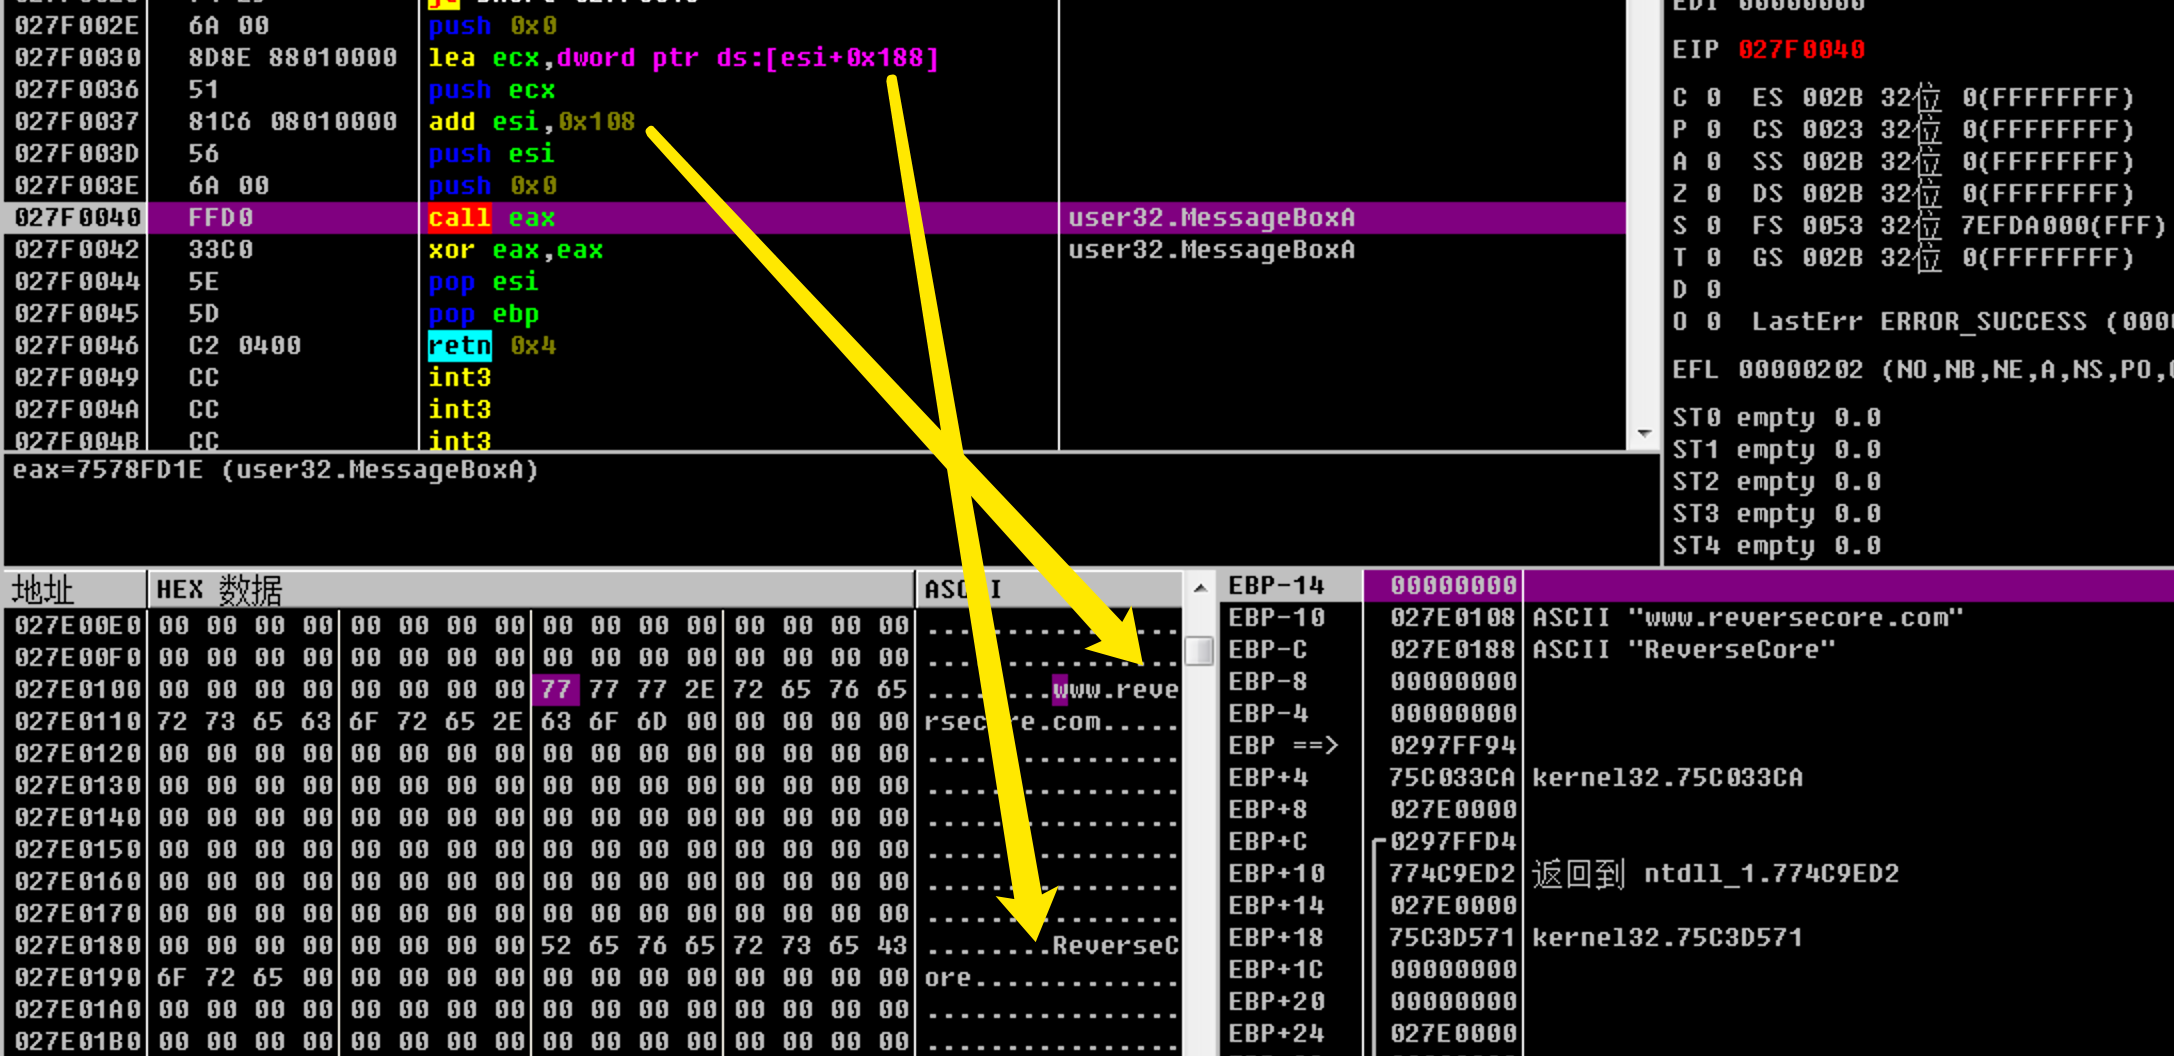 027F002E 6A 00 push 0x0
027F0030 8D8E 88010000 lea ecx,dword ptr ds:[esi+0x188]
027F0036 51 push ecx
027F0037 81C6 08010000 add esi,0x108
027F003D 56 push esi
027F003E 6A 00 push 0x0
027F0040 FFD0 call eax user32.MessageBoxA
027F0042 33C0 xor eax,eax user32.MessageBoxA
027F0044 5E pop esi
027F0045 5D pop ebp
027F0046 C2 0400 retn 0x4
027F0049 CC int3
027F004A CC int3
027F004B CC int3
eax=7578FD1E (user32.MessageBoxA)
EDI 00000000
EIP 027F0040
C 0 ES 002B 32位 0(FFFFFFFF)
P 0 CS 0023 32位 0(FFFFFFFF)
A 0 SS 002B 32位 0(FFFFFFFF)
Z 0 DS 002B 32位 0(FFFFFFFF)
S 0 FS 0053 32位 7EFDA000(FFF)
T 0 GS 002B 32位 0(FFFFFFFF)
D 0
O 0 LastErr ERROR_SUCCESS (000
EFL 00000202 (NO,NB,NE,A,NS,PO,
ST0 empty 0.0
ST1 empty 0.0
ST2 empty 0.0
ST3 empty 0.0
ST4 empty 0.0
地址 HEX 数据 ASCII
027E00E0 00 00 00 00 00 00 00 00 00 00 00 00 00 00 00 00 ................
027E00F0 00 00 00 00 00 00 00 00 00 00 00 00 00 00 00 00 ................
027E0100 00 00 00 00 00 00 00 00 77 77 77 2E 72 65 76 65 ........www.reve
027E0110 72 73 65 63 6F 72 65 2E 63 6F 6D 00 00 00 00 00 rsecore.com.....
027E0120 00 00 00 00 00 00 00 00 00 00 00 00 00 00 00 00 ................
027E0130 00 00 00 00 00 00 00 00 00 00 00 00 00 00 00 00 ................
027E0140 00 00 00 00 00 00 00 00 00 00 00 00 00 00 00 00 ................
027E0150 00 00 00 00 00 00 00 00 00 00 00 00 00 00 00 00 ................
027E0160 00 00 00 00 00 00 00 00 00 00 00 00 00 00 00 00 ................
027E0170 00 00 00 00 00 00 00 00 00 00 00 00 00 00 00 00 ................
027E0180 00 00 00 00 00 00 00 00 52 65 76 65 72 73 65 43 ........ReverseC
027E0190 6F 72 65 00 00 00 00 00 00 00 00 00 00 00 00 00 ore.............
027E01A0 00 00 00 00 00 00 00 00 00 00 00 00 00 00 00 00 ................
027E01B0 00 00 00 00 00 00 00 00 00 00 00 00 00 00 00 00 ................
EBP-14 00000000
EBP-10 027E0108 ASCII "www.reversecore.com"
EBP-C 027E0188 ASCII "ReverseCore"
EBP-8 00000000
EBP-4 00000000
EBP ==> 0297FF94
EBP+4 75C033CA kernel32.75C033CA
EBP+8 027E0000
EBP+C 0297FFD4
EBP+10 774C9ED2 返回到 ntdll_1.774C9ED2
EBP+14 027E0000
EBP+18 75C3D571 kernel32.75C3D571
EBP+1C 00000000
EBP+20 00000000
EBP+24 027E0000